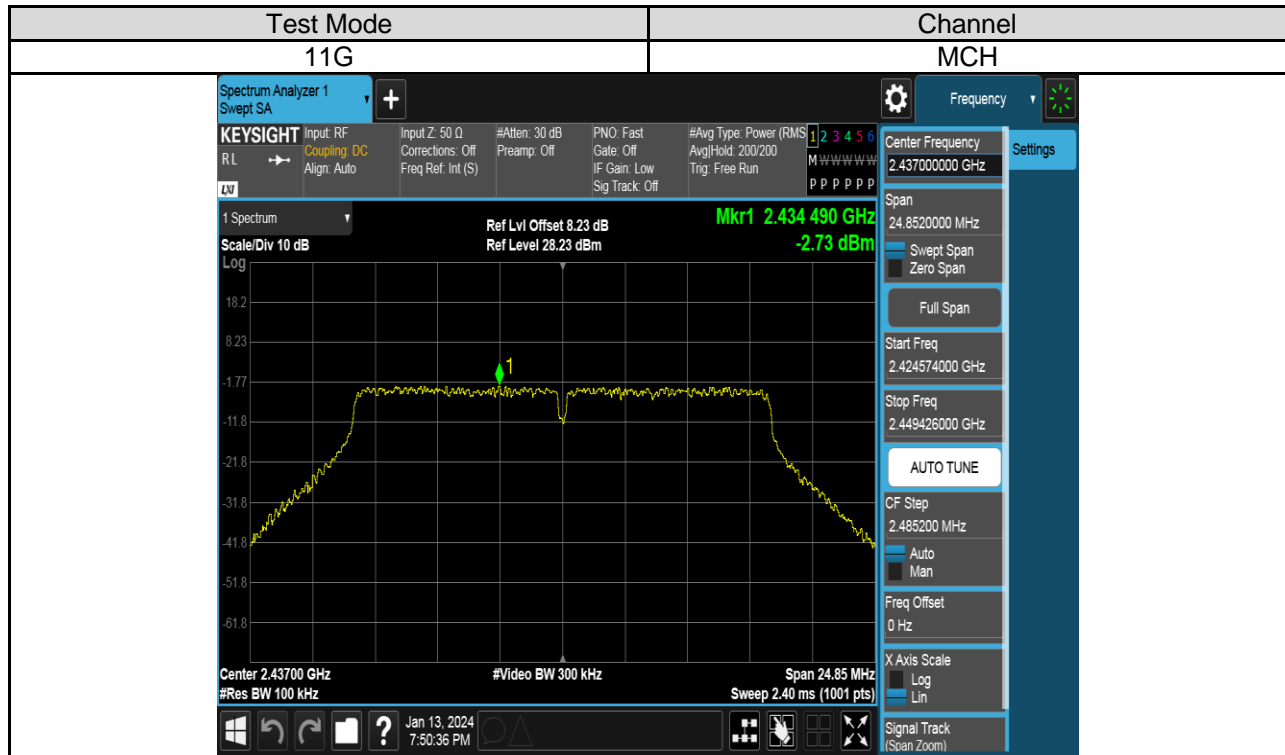 Test Mode
Channel
11G
MCH
Spectrum Analyzer 1
Swept SA
+
Frequency
KEYSIGHT
RL
LXI
Input: RF
Coupling: DC
Align: Auto
Input Z: 50 Ω
Corrections: Off
Freq Ref: Int (S)
#Atten: 30 dB
Preamp: Off
PNO: Fast
Gate: Off
IF Gain: Low
Sig Track: Off
#Avg Type: Power (RMS
Avg|Hold: 200/200
Trig: Free Run
1 2 3 4 5 6
M W W W W W
P P P P P P
1 Spectrum
Scale/Div 10 dB
Log
Ref Lvl Offset 8.23 dB
Ref Level 28.23 dBm
Mkr1 2.434 490 GHz
-2.73 dBm
18.2
8.23
-1.77
-11.8
-21.8
-31.8
-41.8
-51.8
-61.8
1
Center 2.43700 GHz
#Res BW 100 kHz
#Video BW 300 kHz
Span 24.85 MHz
Sweep 2.40 ms (1001 pts)
?
Jan 13, 2024
7:50:36 PM
Center Frequency
2.437000000 GHz
Span
24.8520000 MHz
Swept Span
Zero Span
Full Span
Start Freq
2.424574000 GHz
Stop Freq
2.449426000 GHz
AUTO TUNE
CF Step
2.485200 MHz
Auto
Man
Freq Offset
0 Hz
X Axis Scale
Log
Lin
Signal Track
(Span Zoom)
Settings